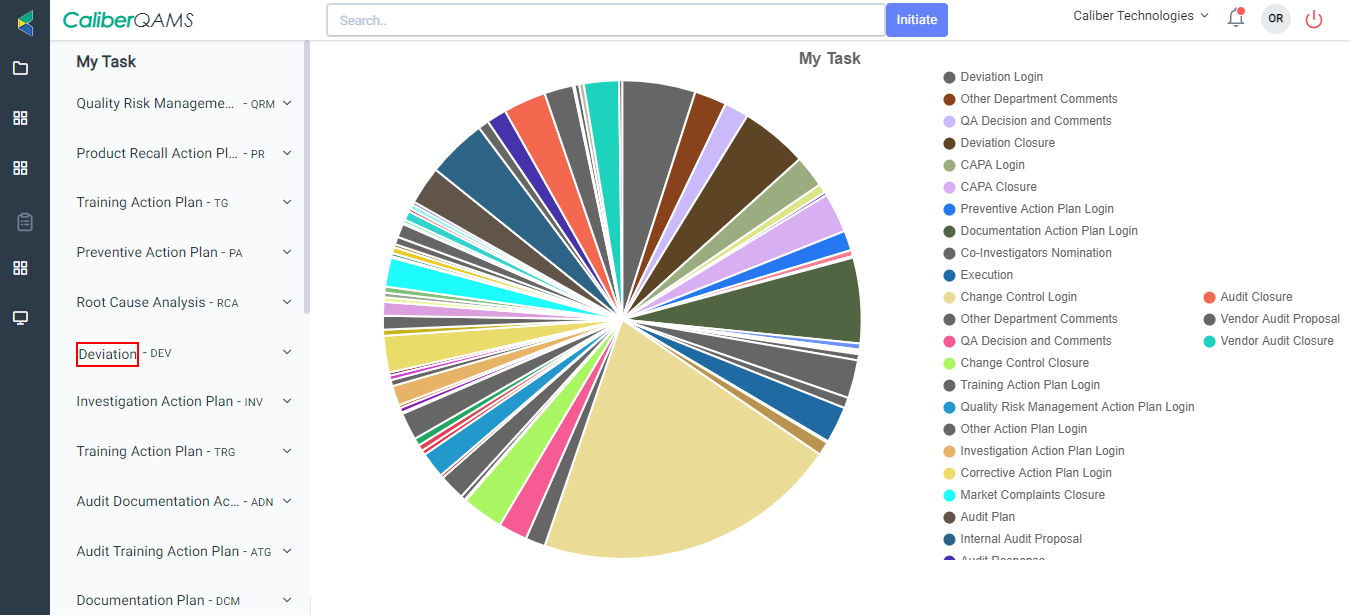 CaliberQAMS
Search..
Initiate
Caliber Technologies
OR
My Task
Quality Risk Manageme... - QRM
Product Recall Action Pl... - PR
Training Action Plan - TG
Preventive Action Plan - PA
Root Cause Analysis - RCA
Deviation - DEV
Investigation Action Plan - INV
Training Action Plan - TRG
Audit Documentation Ac... - ADN
Audit Training Action Plan - ATG
Documentation Plan - DCM
My Task
Deviation Login
Other Department Comments
QA Decision and Comments
Deviation Closure
CAPA Login
CAPA Closure
Preventive Action Plan Login
Documentation Action Plan Login
Co-Investigators Nomination
Execution
Change Control Login
Other Department Comments
QA Decision and Comments
Change Control Closure
Training Action Plan Login
Quality Risk Management Action Plan Login
Other Action Plan Login
Investigation Action Plan Login
Corrective Action Plan Login
Market Complaints Closure
Audit Plan
Internal Audit Proposal
Audit Response
Audit Closure
Vendor Audit Proposal
Vendor Audit Closure